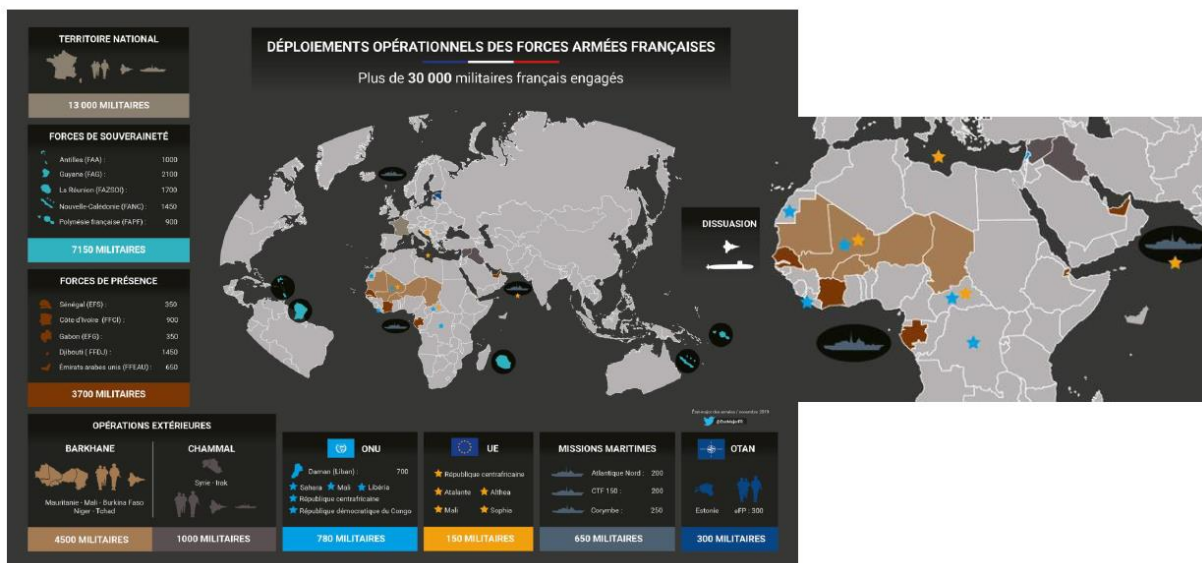 TERRITOIRE NATIONAL
13 000 MILITAIRES
FORCES DE SOUVERAINETÉ
Antilles (FAA) : 1000
Guyane (FAG) : 2100
La Réunion (FAZSOI) : 1700
Nouvelle-Calédonie (FANC) : 1450
Polynésie française (FAPF) : 900
7150 MILITAIRES
FORCES DE PRÉSENCE
Sénégal (EFS) : 350
Côte d'Ivoire (FFCI) : 900
Gabon (EFG) : 350
Djibouti ( FFDJ) : 1450
Émirats arabes unis (FFEAU) : 650
3700 MILITAIRES
DÉPLOIEMENTS OPÉRATIONNELS DES FORCES ARMÉES FRANÇAISES
Plus de 30 000 militaires français engagés
DISSUASION
État-major des armées / novembre 2019
OPÉRATIONS EXTÉRIEURES
BARKHANE
Mauritanie - Mali - Burkina Faso
Niger - Tchad
4500 MILITAIRES
CHAMMAL
Syrie - Irak
1000 MILITAIRES
ONU
Daman (Liban) : 700
Sahara Mali Libéria
République centrafricaine
République démocratique du Congo
780 MILITAIRES
UE
République centrafricaine
Atalante Althea
Mali Sophia
150 MILITAIRES
MISSIONS MARITIMES
Atlantique Nord : 200
CTF 150 : 200
Corymbe : 250
650 MILITAIRES
OTAN
Estonie eFP : 300
300 MILITAIRES